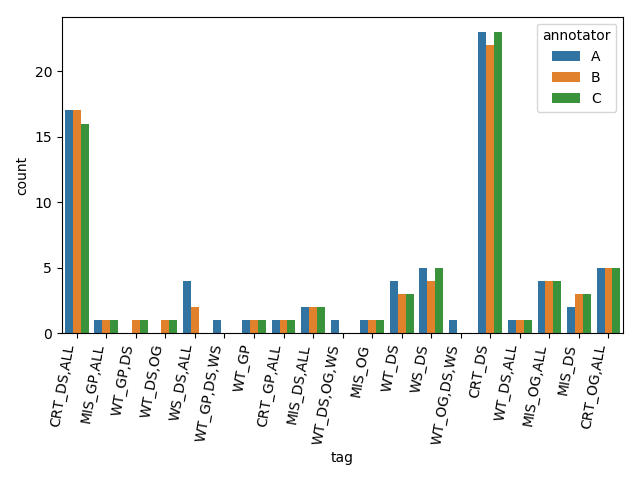 annotator
A
B
C
count
20
15
10
5
0
CRT_DS,ALL
MIS_GP,ALL
WT_GP,DS
WT_DS,OG
WS_DS,ALL
WT_GP,DS,WS
WT_GP
CRT_GP,ALL
MIS_DS,ALL
WT_DS,OG,WS
MIS_OG
WT_DS
WS_DS
WT_OG,DS,WS
CRT_DS
WT_DS,ALL
MIS_OG,ALL
MIS_DS
CRT_OG,ALL
tag